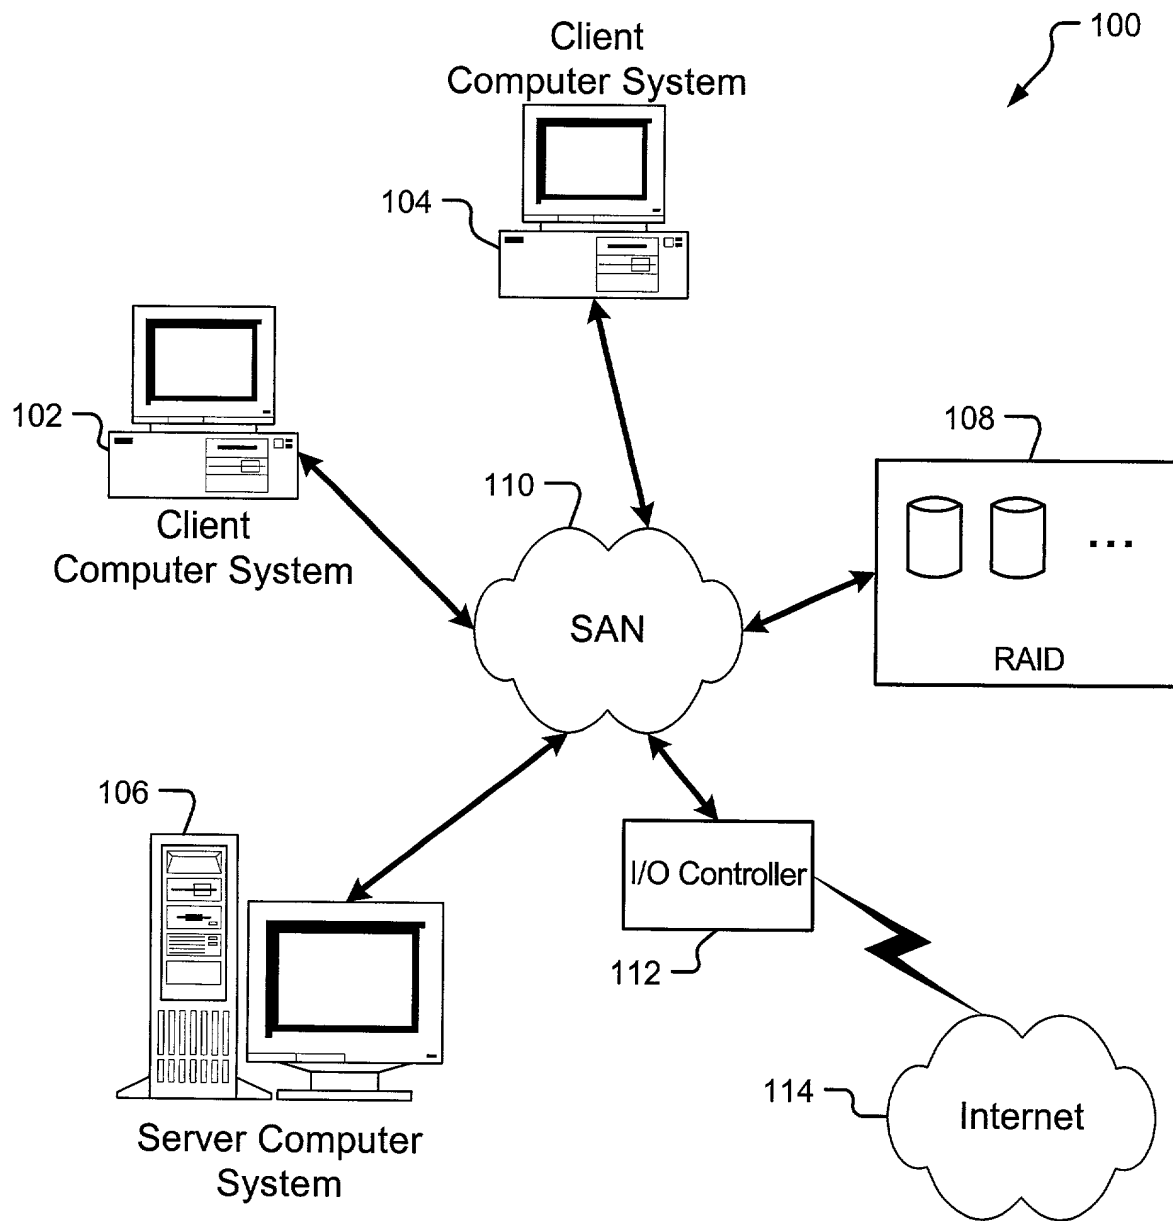 Client
Computer System
100
104
102
Client
Computer System
108
110
SAN
...
RAID
106
I/O Controller
112
Server Computer
System
114
Internet